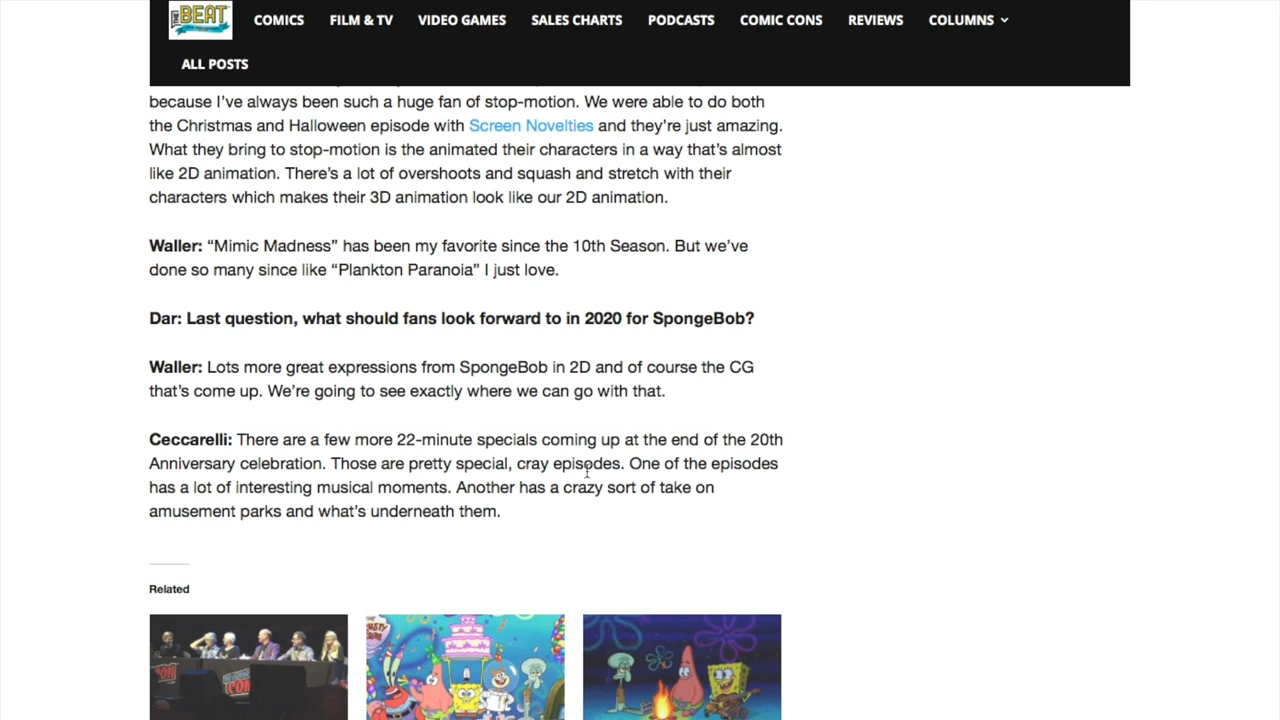 THE BEAT
COMICS FILM & TV VIDEO GAMES SALES CHARTS PODCASTS COMIC CONS REVIEWS COLUMNS
ALL POSTS
because I’ve always been such a huge fan of stop-motion. We were able to do both
the Christmas and Halloween episode with Screen Novelties and they’re just amazing.
What they bring to stop-motion is the animated their characters in a way that’s almost
like 2D animation. There’s a lot of overshoots and squash and stretch with their
characters which makes their 3D animation look like our 2D animation.
Waller: “Mimic Madness” has been my favorite since the 10th Season. But we’ve
done so many since like “Plankton Paranoia” I just love.
Dar: Last question, what should fans look forward to in 2020 for SpongeBob?
Waller: Lots more great expressions from SpongeBob in 2D and of course the CG
that’s come up. We’re going to see exactly where we can go with that.
Ceccarelli: There are a few more 22-minute specials coming up at the end of the 20th
Anniversary celebration. Those are pretty special, cray episodes. One of the episodes
has a lot of interesting musical moments. Another has a crazy sort of take on
amusement parks and what’s underneath them.
Related